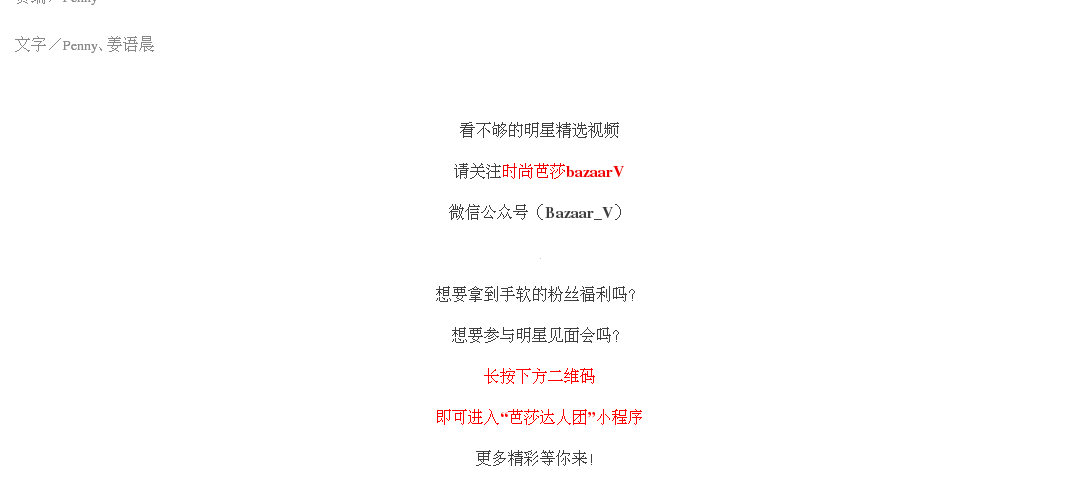 文字／Penny、姜语晨
看不够的明星精选视频
请关注时尚芭莎bazaarV
微信公众号（Bazaar_V）
想要拿到手软的粉丝福利吗?
想要参与明星见面会吗?
长按下方二维码
即可进入“芭莎达人团”小程序
更多精彩等你来!